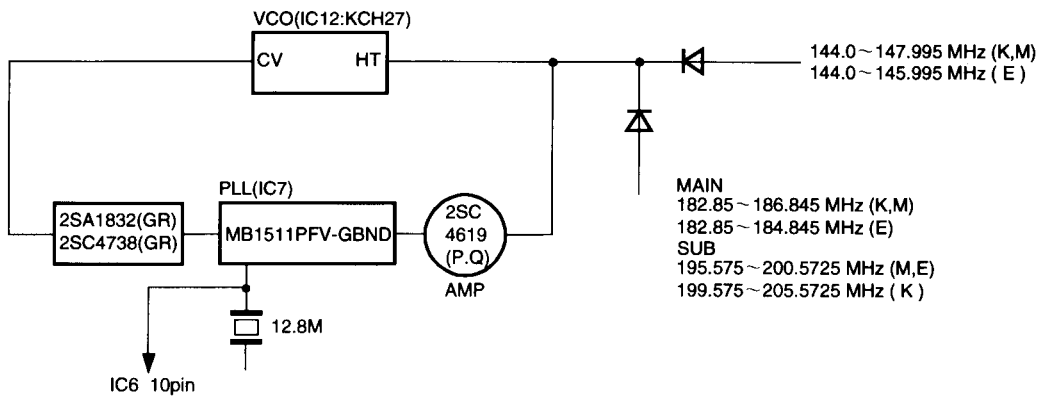 VCO(IC12:KCH27)
CV HT
144.0~147.995 MHz (K,M)
144.0~145.995 MHz ( E )
PLL(IC7)
2SA1832(GR)
2SC4738(GR)
MB1511PFV-GBND
2SC
4619
(P.Q)
AMP
MAIN
182.85~186.845 MHz (K,M)
182.85~184.845 MHz (E)
SUB
195.575~200.5725 MHz (M,E)
199.575~205.5725 MHz ( K )
12.8M
IC6 10pin